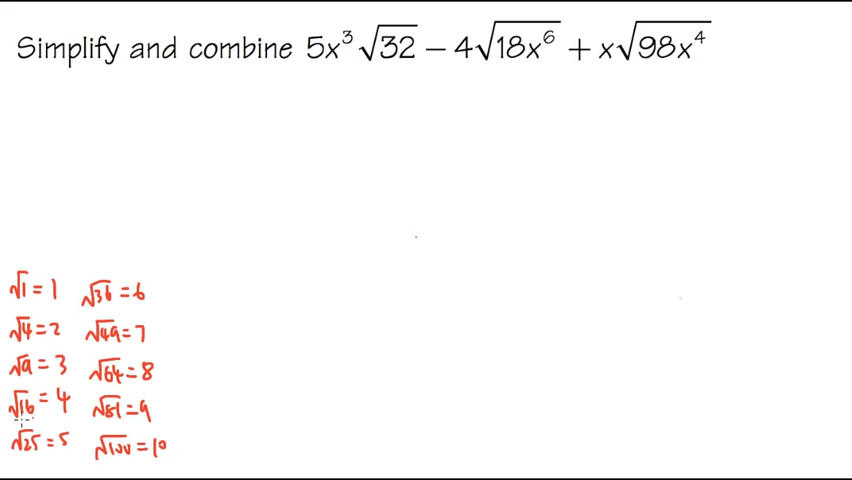 Simplify and combine 5x³√32 − 4√18x⁶ + x√98x⁴
√1 = 1 √36 = 6
√4 = 2 √49 = 7
√9 = 3 √64 = 8
√16 = 4 √81 = 9
√25 = 5 √100 = 10